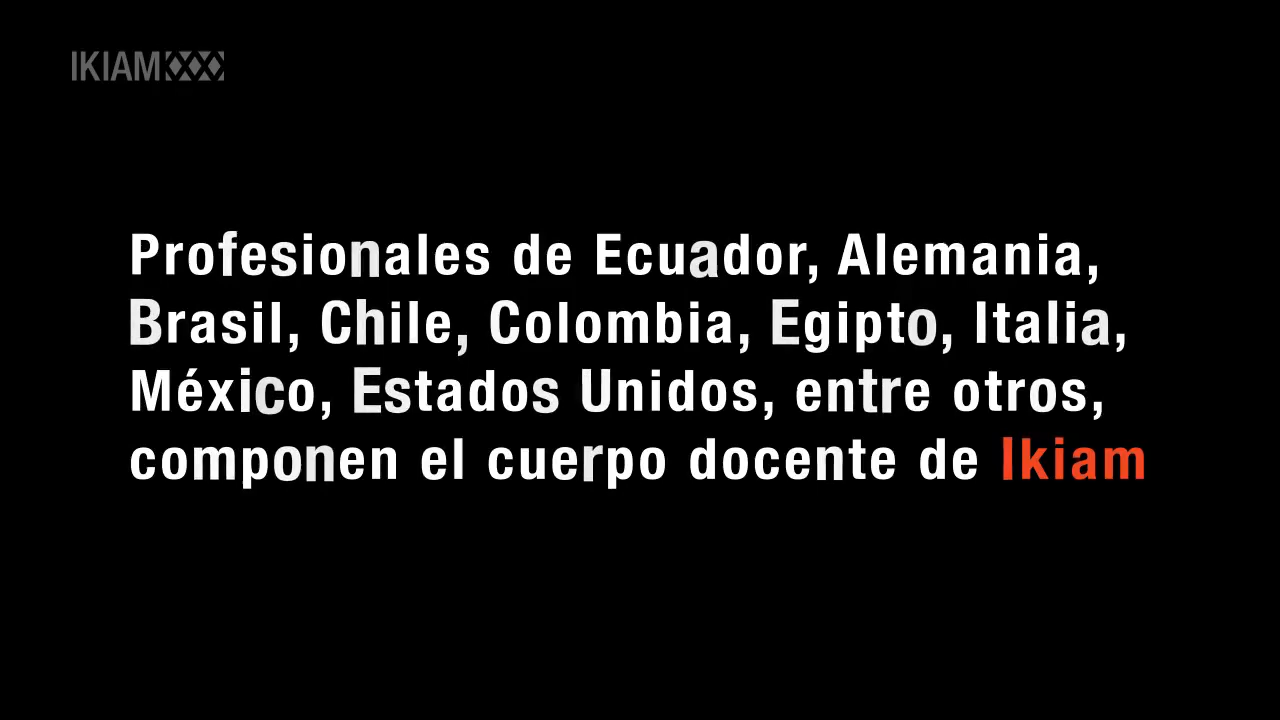 IKIAM
Profesionales de Ecuador, Alemania,
Brasil, Chile, Colombia, Egipto, Italia,
México, Estados Unidos, entre otros,
componen el cuerpo docente de Ikiam